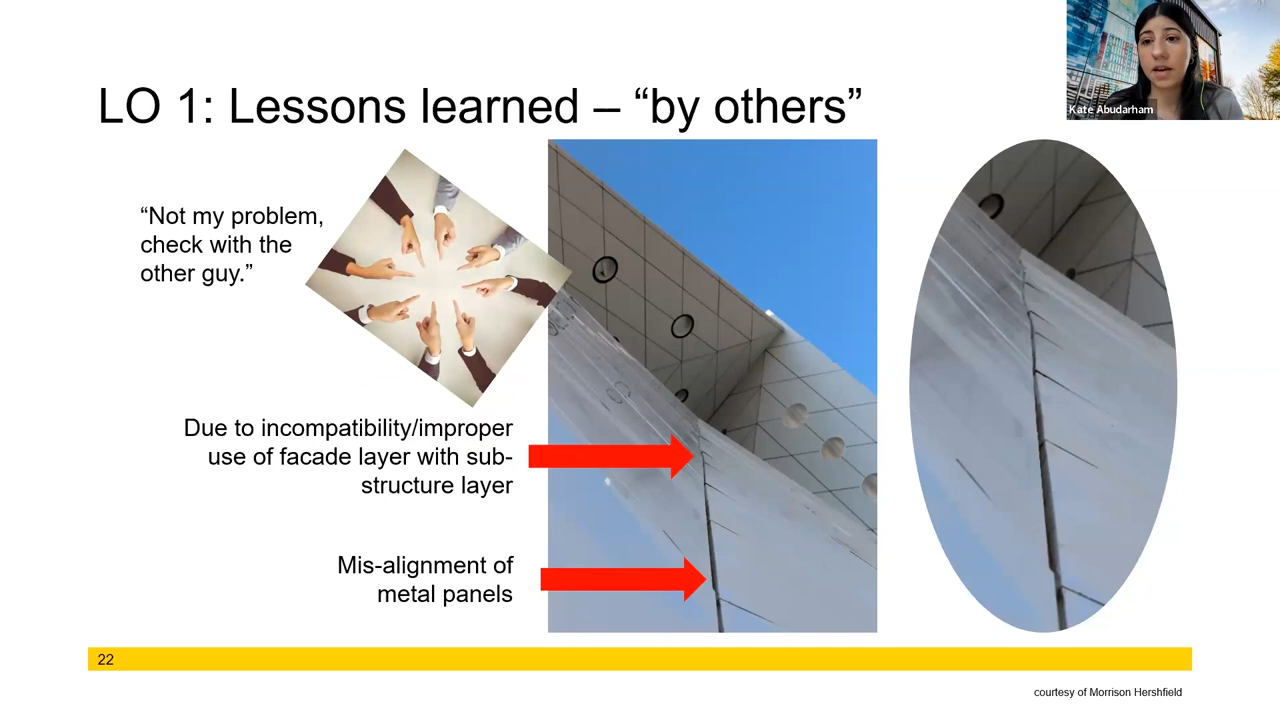 Kate Abudarham
LO 1: Lessons learned – “by others”
“Not my problem,
check with the
other guy.”
Due to incompatibility/improper
use of facade layer with sub-
structure layer
Mis-alignment of
metal panels
22
courtesy of Morrison Hershfield